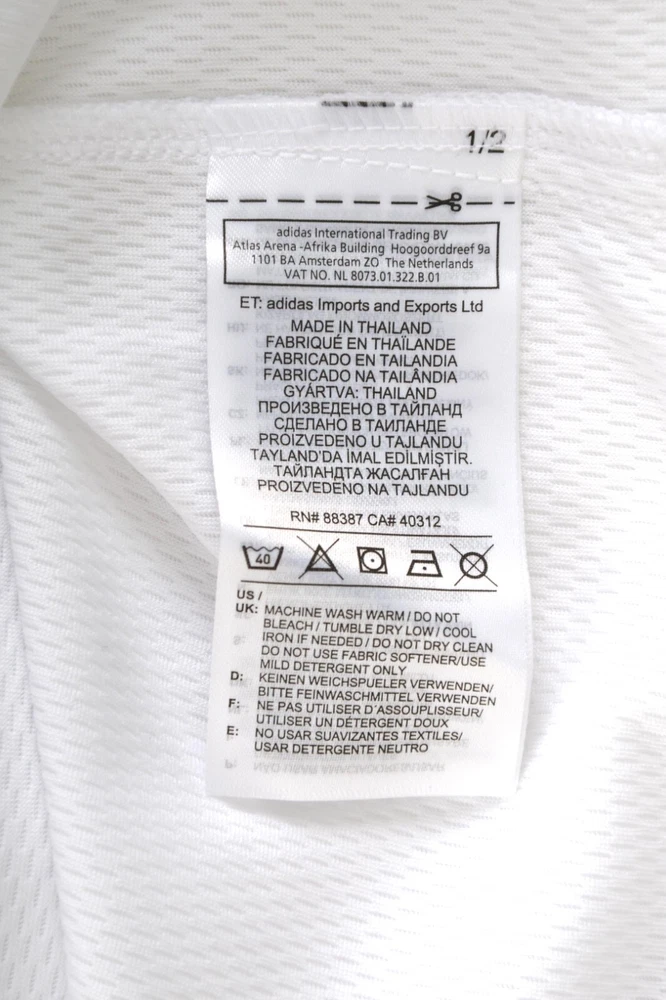 1/2
adidas International Trading BV
Atlas Arena -Afrika Building Hoogoorddreef 9a
1101 BA Amsterdam ZO The Netherlands
VAT NO. NL 8073.01.322.B.01
ET: adidas Imports and Exports Ltd
MADE IN THAILAND
FABRIQUÉ EN THAÏLANDE
FABRICADO EN TAILANDIA
FABRICADO NA TAILÂNDIA
GYÁRTVA: THAILAND
ПРОИЗВЕДЕНО В ТАЙЛАНД
СДЕЛАНО В ТАИЛАНДЕ
PROIZVEDENO U TAJLANDU
TAYLAND'DA İMAL EDİLMİŞTİR.
ТАЙЛАНДТА ЖАСАЛҒАН
PROIZVEDENO NA TAJLANDU
RN# 88387 CA# 40312
40
US /
UK: MACHINE WASH WARM / DO NOT
BLEACH / TUMBLE DRY LOW / COOL
IRON IF NEEDED / DO NOT DRY CLEAN
DO NOT USE FABRIC SOFTENER/USE
MILD DETERGENT ONLY
D: KEINEN WEICHSPUELER VERWENDEN/
BITTE FEINWASCHMITTEL VERWENDEN
F: NE PAS UTILISER D´ASSOUPLISSEUR/
UTILISER UN DÉTERGENT DOUX
E: NO USAR SUAVIZANTES TEXTILES/
USAR DETERGENTE NEUTRO